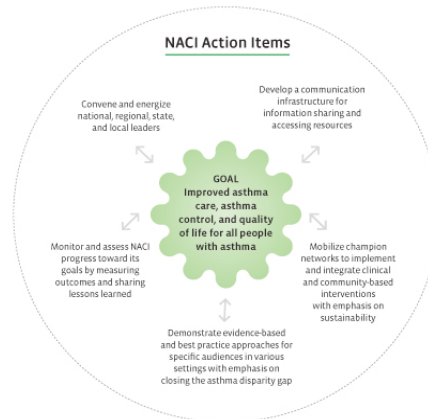 NACI Action Items
Convene and energize
national, regional, state,
and local leaders
Develop a communication
infrastructure for
information sharing and
accessing resources
GOAL
Improved asthma
care, asthma
control, and quality
of life for all people
with asthma
Monitor and assess NACI
progress toward its
goals by measuring
outcomes and sharing
lessons learned
Mobilize champion
networks to implement
and integrate clinical
and community-based
interventions
with emphasis on
sustainability
Demonstrate evidence-based
and best practice approaches for
specific audiences in various
settings with emphasis on
closing the asthma disparity gap